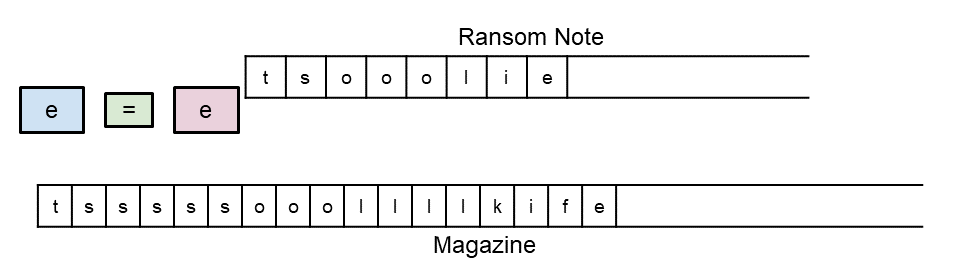 Ransom Note
t s o o o l i e
e = e
t s s s s s o o o l l l l k i f e
Magazine